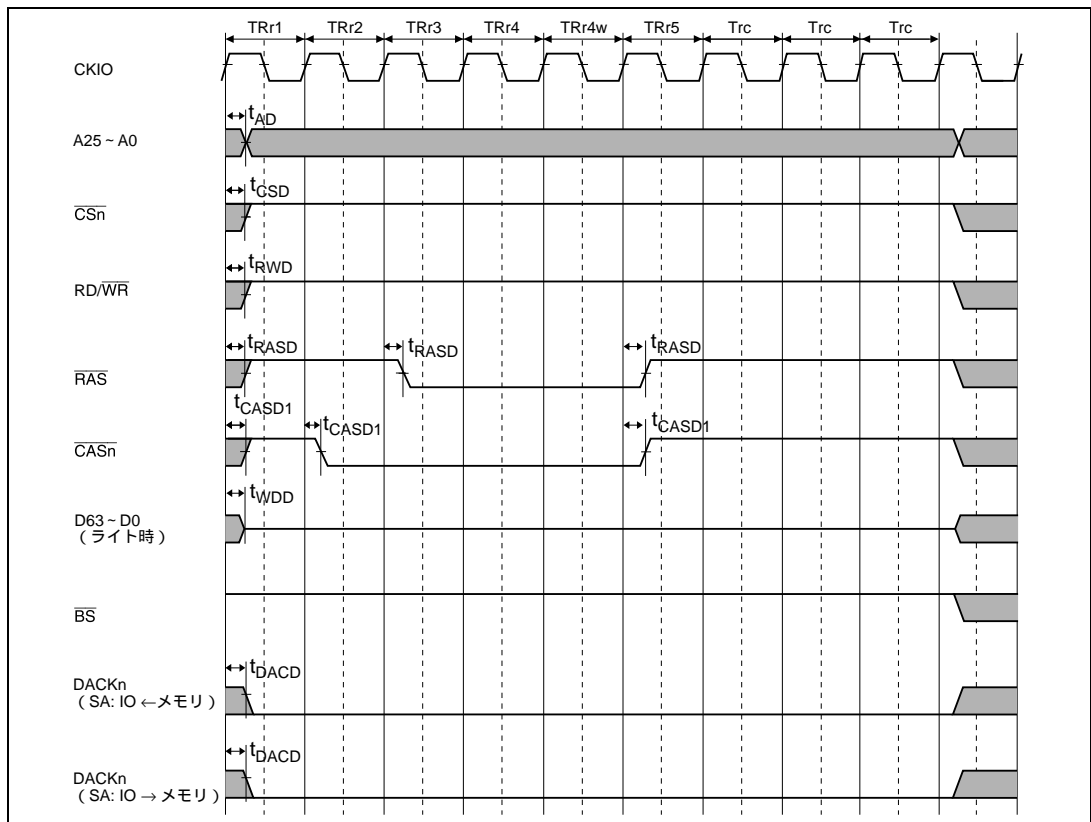 TRr1 TRr2 TRr3 TRr4 TRr4w TRr5 Trc Trc Trc
CKIO
tAD
A25 ~ A0
tCSD
CSn
tRWD
RD/WR
tRASD tRASD tRASD
RAS
tCASD1 tCASD1 tCASD1
CASn
tWDD
D63 ~ D0
（ライト時）
BS
tDACD
DACKn
（SA: IO ←メモリ）
tDACD
DACKn
（SA: IO → メモリ）